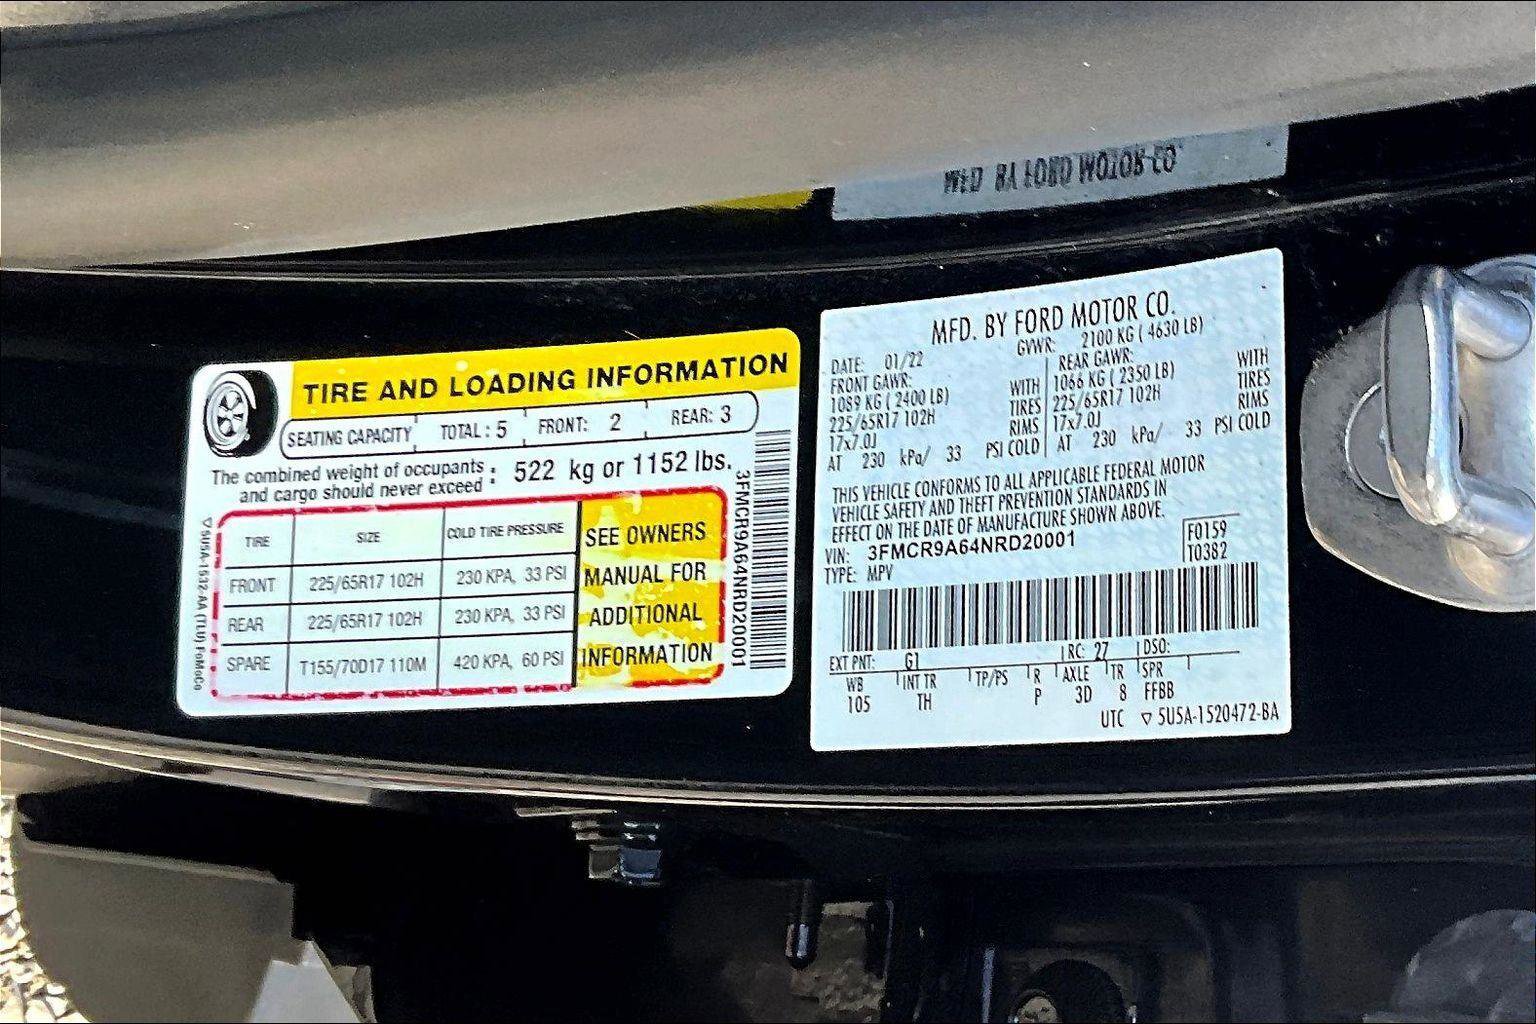 MFD. BY FORD MOTOR CO.
TIRE AND LOADING INFORMATION
SEATING CAPACITY TOTAL: 5 FRONT: 2 REAR: 3
The combined weight of occupants : 522 kg or 1152 lbs.
and cargo should never exceed
TIRE SIZE COLD TIRE PRESSURE
FRONT 225/65R17 102H 230 KPA, 33 PSI
REAR 225/65R17 102H 230 KPA, 33 PSI
SPARE T155/70D17 110M 420 KPA, 60 PSI
SEE OWNERS
MANUAL FOR
ADDITIONAL
INFORMATION
3FMCR9A64NRD20001
▽5U5A-1532-AA (TLU) FoMoCo
MFD. BY FORD MOTOR CO.
DATE: 01/22 GVWR: 2100 KG ( 4630 LB)
FRONT GAWR: WITH REAR GAWR: WITH
1089 KG ( 2400 LB) TIRES 1066 KG ( 2350 LB) TIRES
225/65R17 102H RIMS 225/65R17 102H RIMS
17x7.0J 17x7.0J
AT 230 kPa/ 33 PSI COLD AT 230 kPa/ 33 PSI COLD
THIS VEHICLE CONFORMS TO ALL APPLICABLE FEDERAL MOTOR
VEHICLE SAFETY AND THEFT PREVENTION STANDARDS IN
EFFECT ON THE DATE OF MANUFACTURE SHOWN ABOVE.
VIN: 3FMCR9A64NRD20001 F0159
TYPE: MPV T0382
EXT PNT: G1 RC: 27 DSO:
WB INT TR TP/PS R AXLE TR SPR
105 TH P 3D 8 FFBB
UTC ▽ 5U5A-1520472-BA